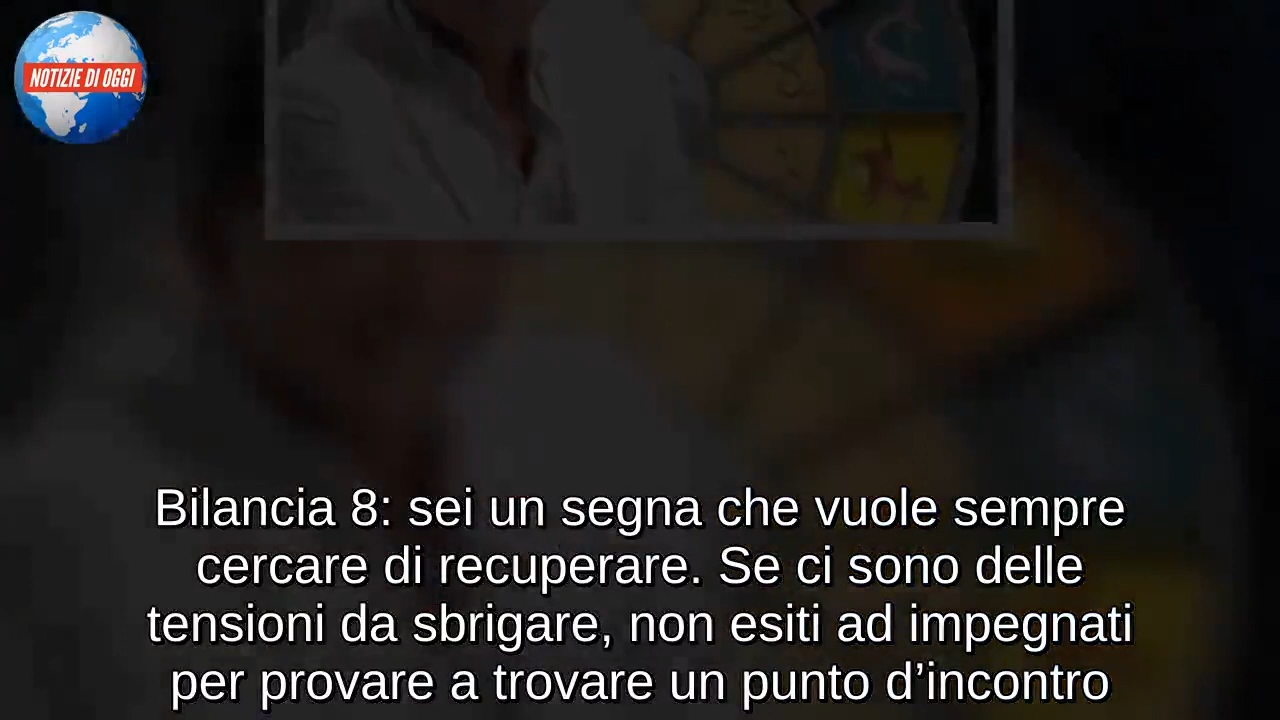 NOTIZIE DI OGGI
Bilancia 8: sei un segna che vuole sempre
cercare di recuperare. Se ci sono delle
tensioni da sbrigare, non esiti ad impegnati
per provare a trovare un punto d’incontro